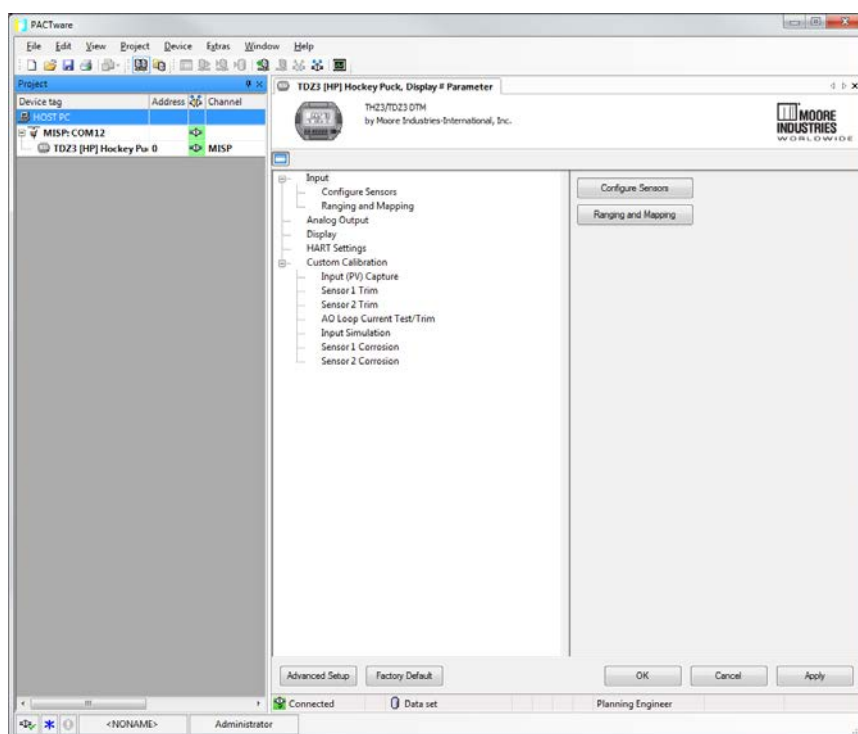 PACTware
File Edit View Project Device Extras Window Help
Project
Device tag Address Channel
HOST PC
MISP: COM12
TDZ3 [HP] Hockey Pu 0 MISP
TDZ3 [HP] Hockey Puck, Display # Parameter
THZ3/TDZ3 DTM
by Moore Industries-International, Inc.
MOORE
INDUSTRIES
WORLDWIDE
Input
Configure Sensors
Ranging and Mapping
Analog Output
Display
HART Settings
Custom Calibration
Input (PV) Capture
Sensor 1 Trim
Sensor 2 Trim
AO Loop Current Test/Trim
Input Simulation
Sensor 1 Corrosion
Sensor 2 Corrosion
Configure Sensors
Ranging and Mapping
Advanced Setup Factory Default OK Cancel Apply
Connected Data set Planning Engineer
<NONAME> Administrator